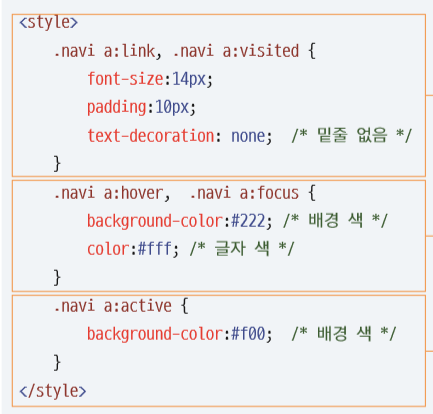 <style>
.navi a:link, .navi a:visited {
font-size:14px;
padding:10px;
text-decoration: none;  /* 밑줄 없음 */
}
.navi a:hover,  .navi a:focus {
background-color:#222; /* 배경 색 */
color:#fff; /* 글자 색 */
}
.navi a:active {
background-color:#f00;  /* 배경 색 */
}
</style>